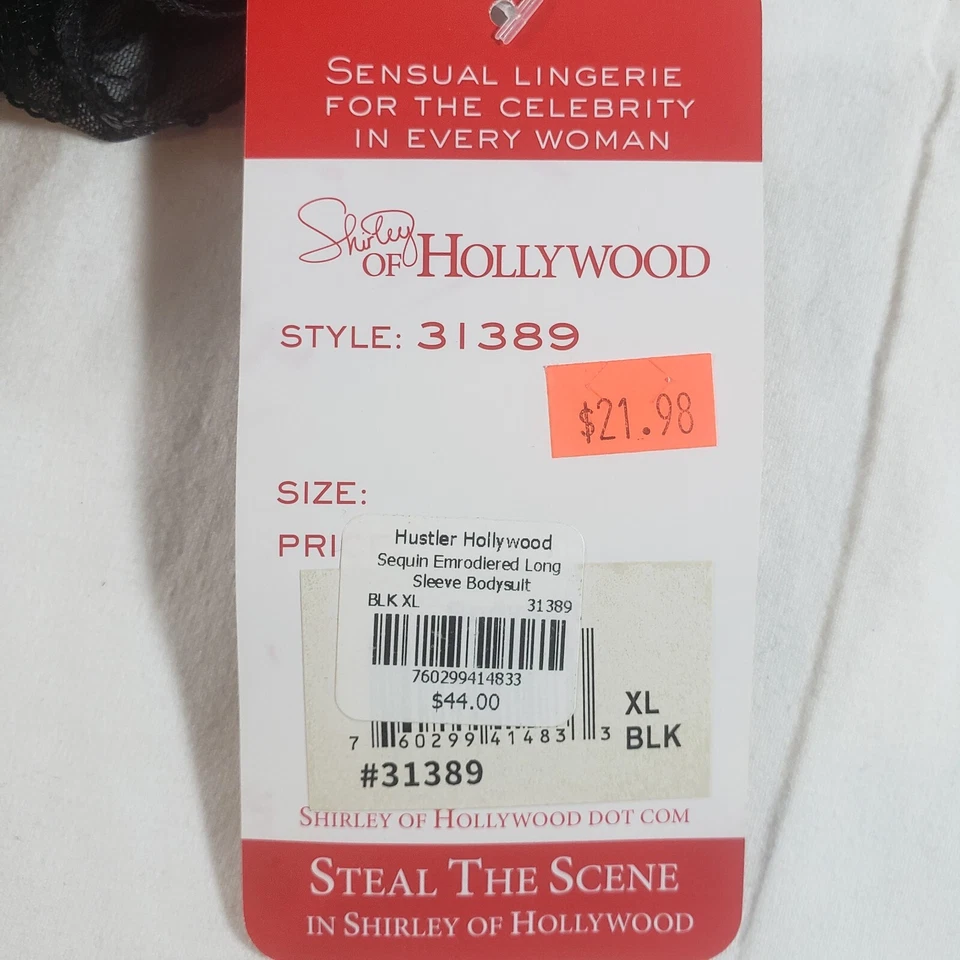 SENSUAL LINGERIE
FOR THE CELEBRITY
IN EVERY WOMAN
Shirley
OF HOLLYWOOD
STYLE: 31389
$21.98
SIZE:
PRI
Hustler Hollywood
Sequin Emrodiered Long
Sleeve Bodysuit
BLK XL 31389
760299414833
$44.00
XL
BLK
7 60299 41483 3
#31389
SHIRLEY OF HOLLYWOOD DOT COM
STEAL THE SCENE
IN SHIRLEY OF HOLLYWOOD